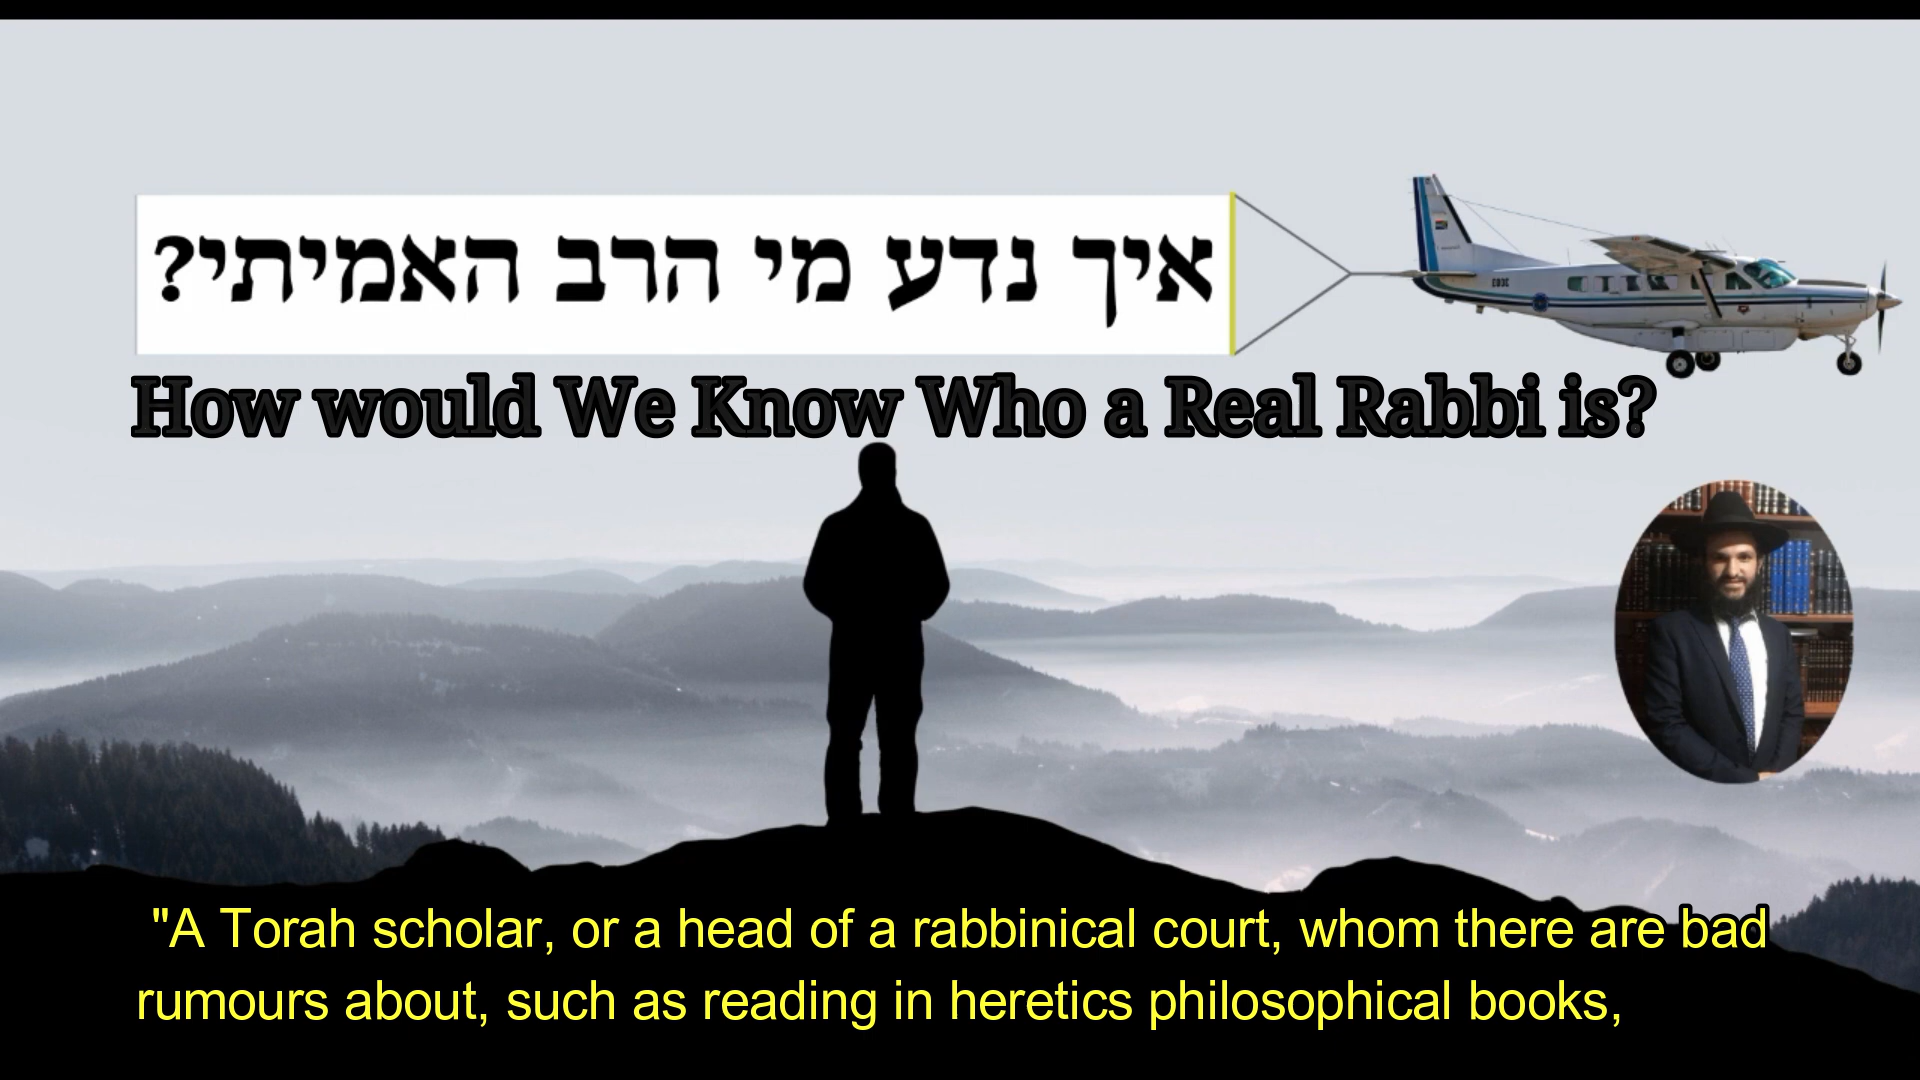 איך נדע מי הרב האמיתי?
How would We Know Who a Real Rabbi is?
"A Torah scholar, or a head of a rabbinical court, whom there are bad
rumours about, such as reading in heretics philosophical books,